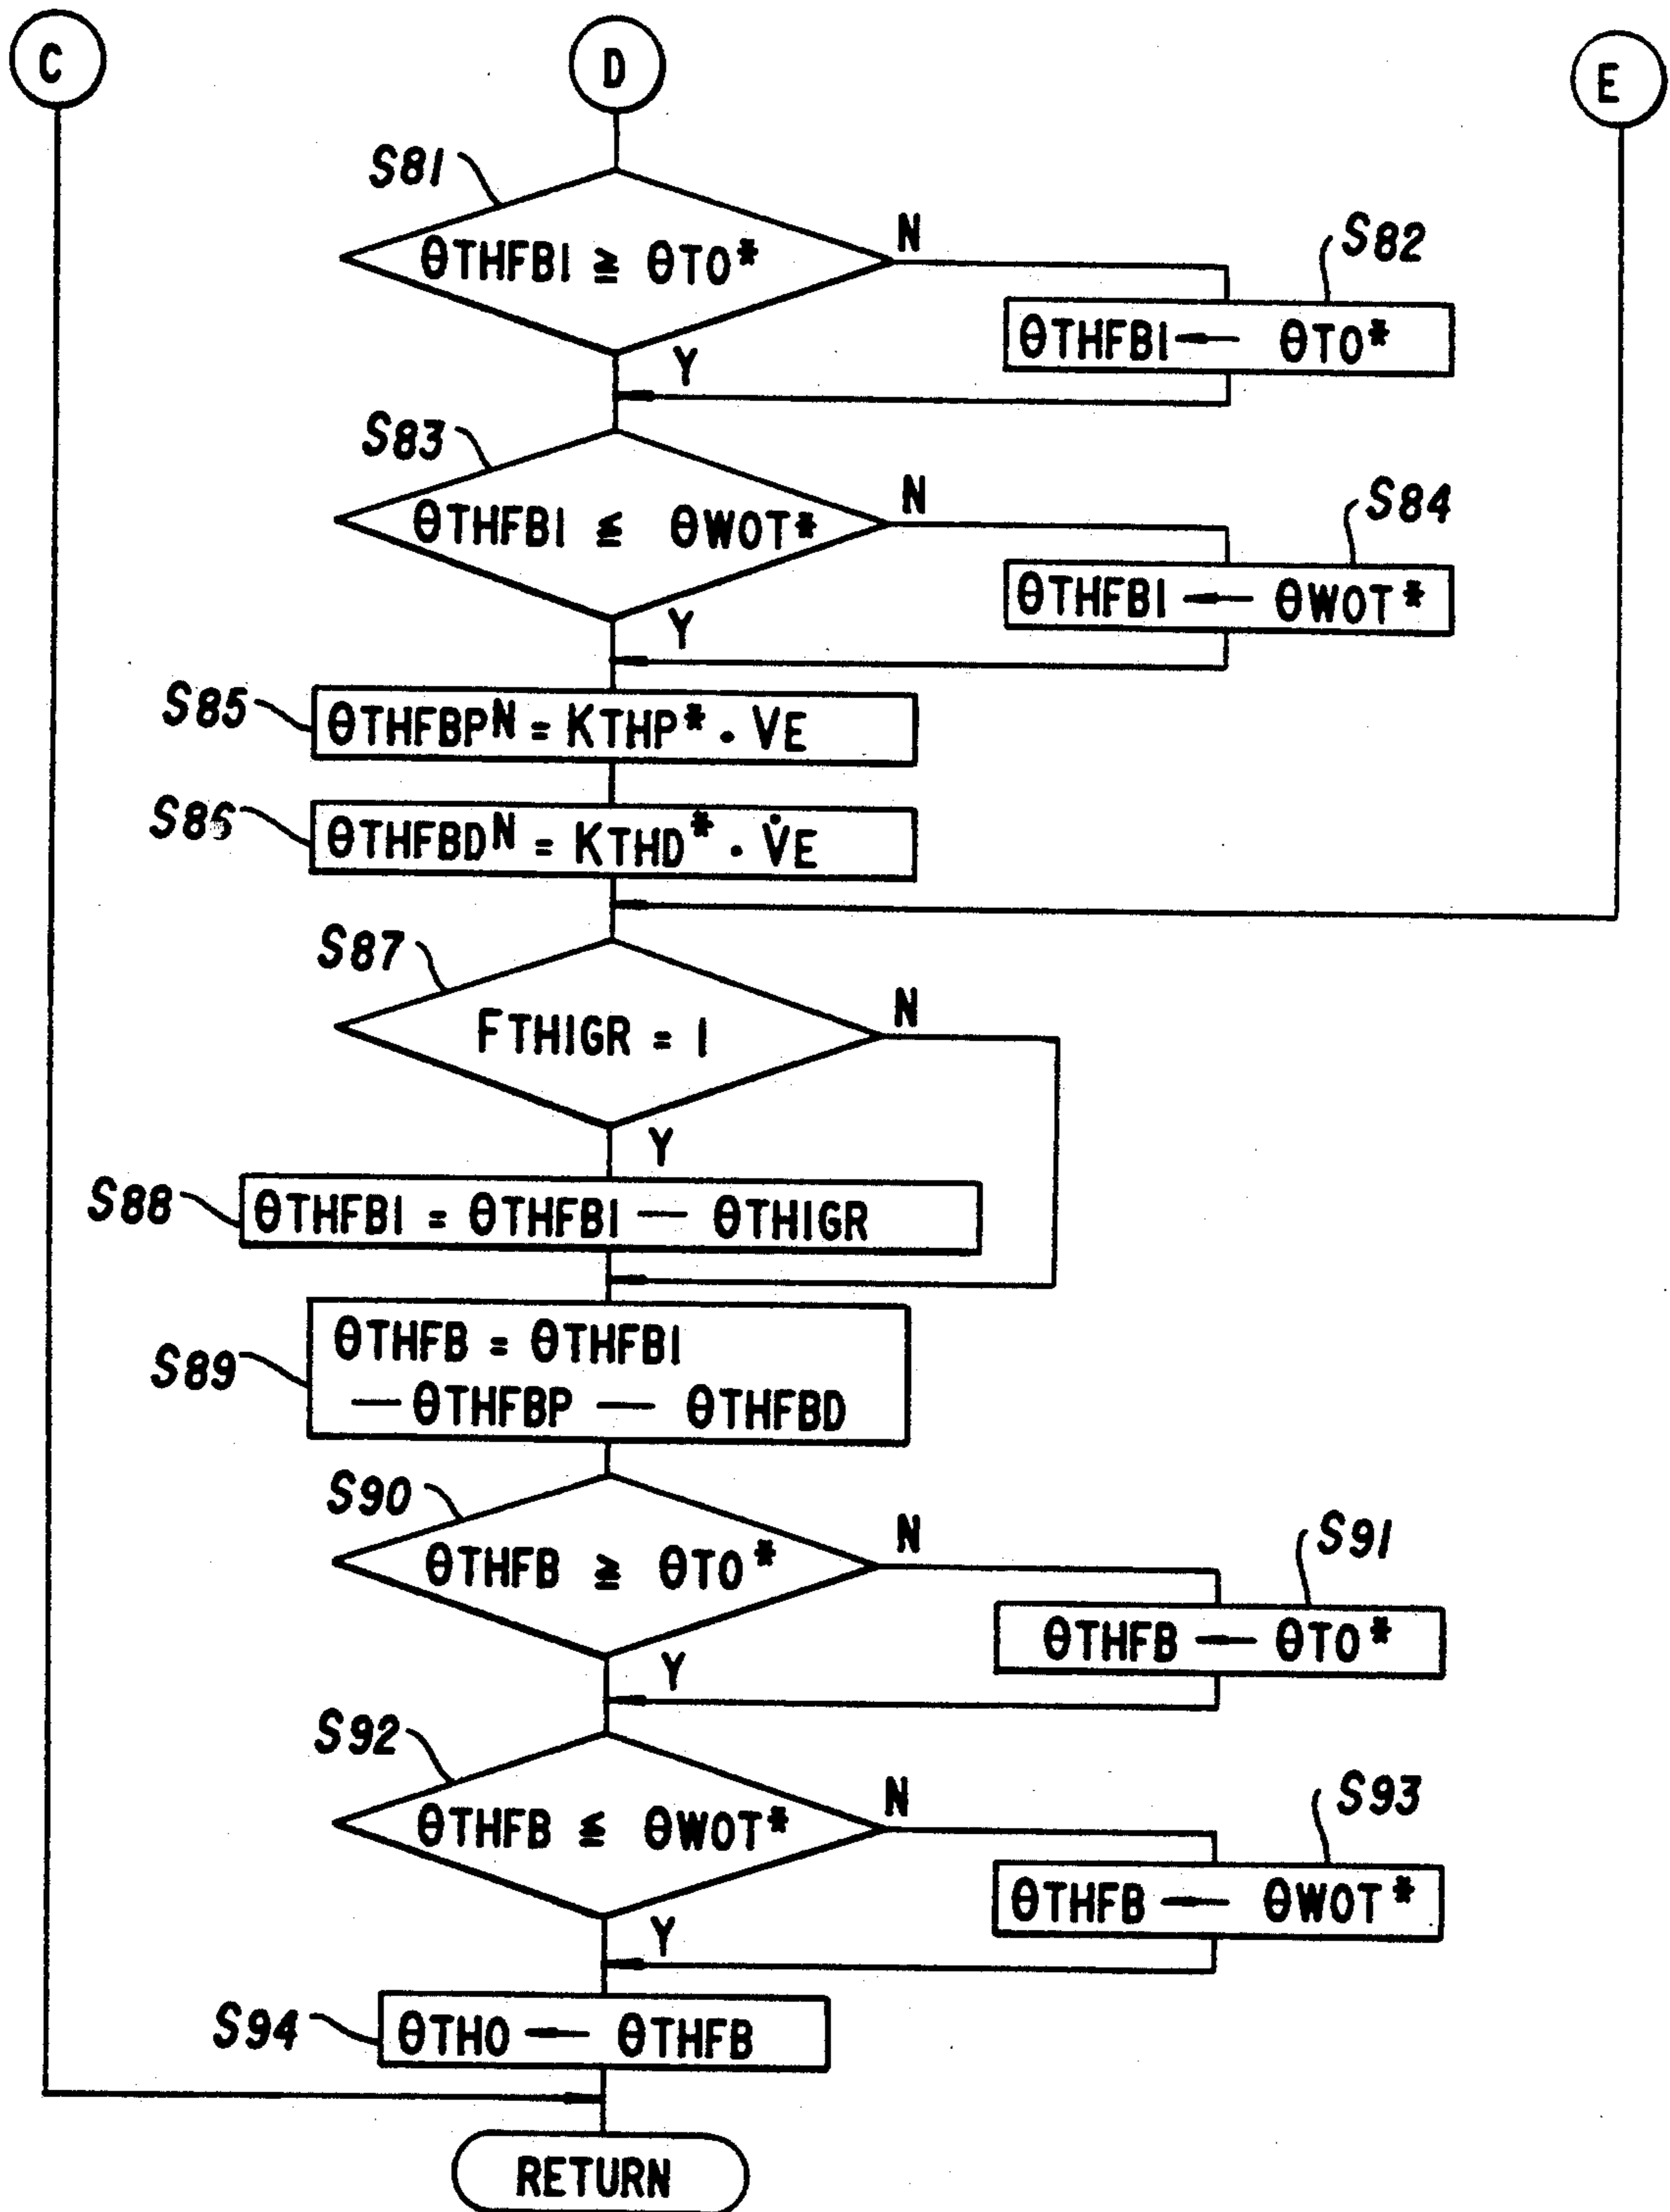 C
D
E
S81
θTHFBI ≧ θTO*
N
S82
θTHFBI ← θTO*
Y
S83
θTHFBI ≦ θWOT*
N
S84
θTHFBI ← θWOT*
Y
S85
θTHFBPN = KTHP* · VE
S86
θTHFBDN = KTHD* · V̇E
S87
FTHIGR = 1
N
Y
S88
θTHFBI = θTHFBI — θTHIGR
S89
θTHFB = θTHFBI
— θTHFBP — θTHFBD
S90
θTHFB ≧ θTO*
N
S91
θTHFB ← θTO*
Y
S92
θTHFB ≦ θWOT*
N
S93
θTHFB ← θWOT*
Y
S94
θTHO ← θTHFB
RETURN